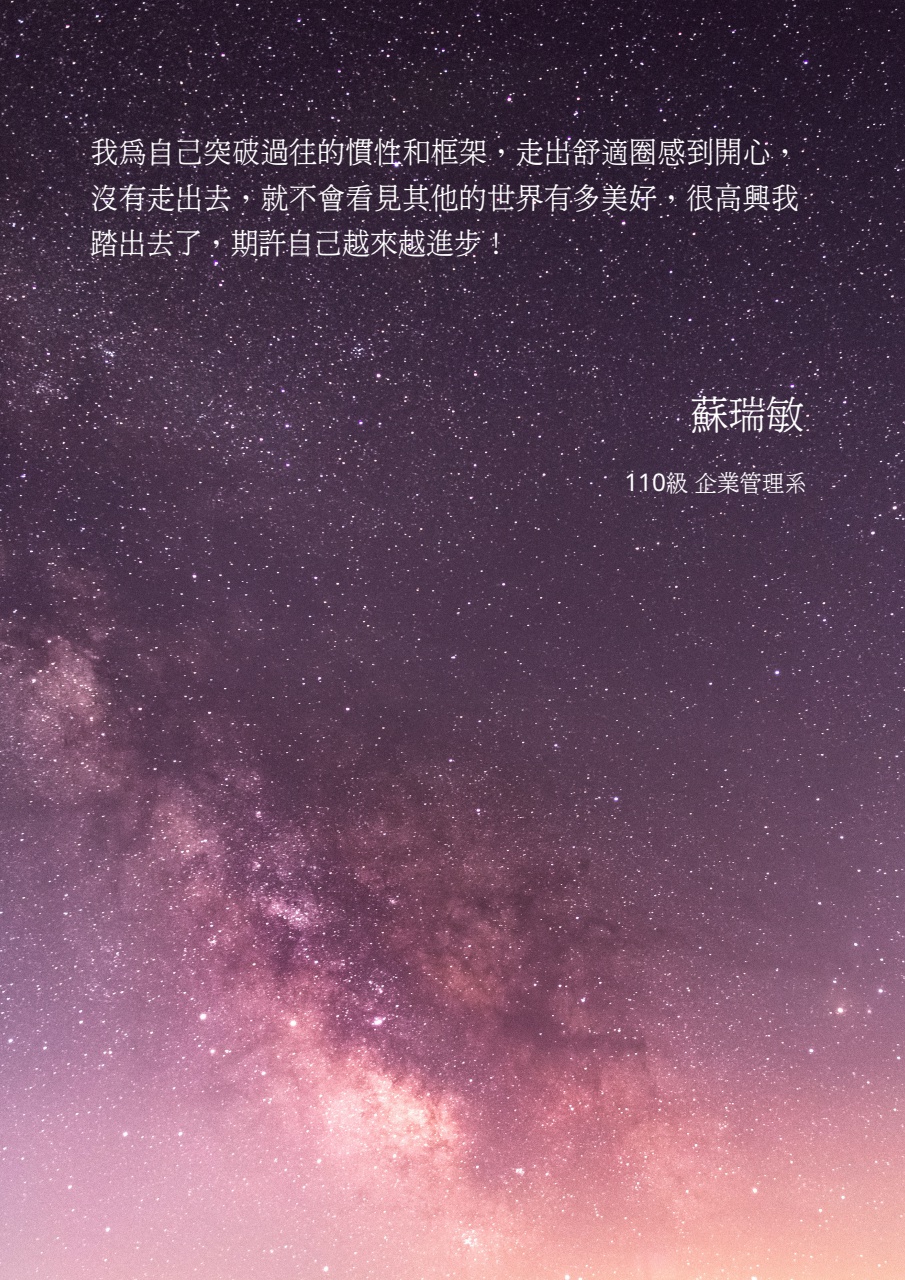 我為自己突破過往的慣性和框架，走出舒適圈感到開心，
沒有走出去，就不會看見其他的世界有多美好，很高興我
踏出去了，期許自己越來越進步！
蘇瑞敏
110級 企業管理系